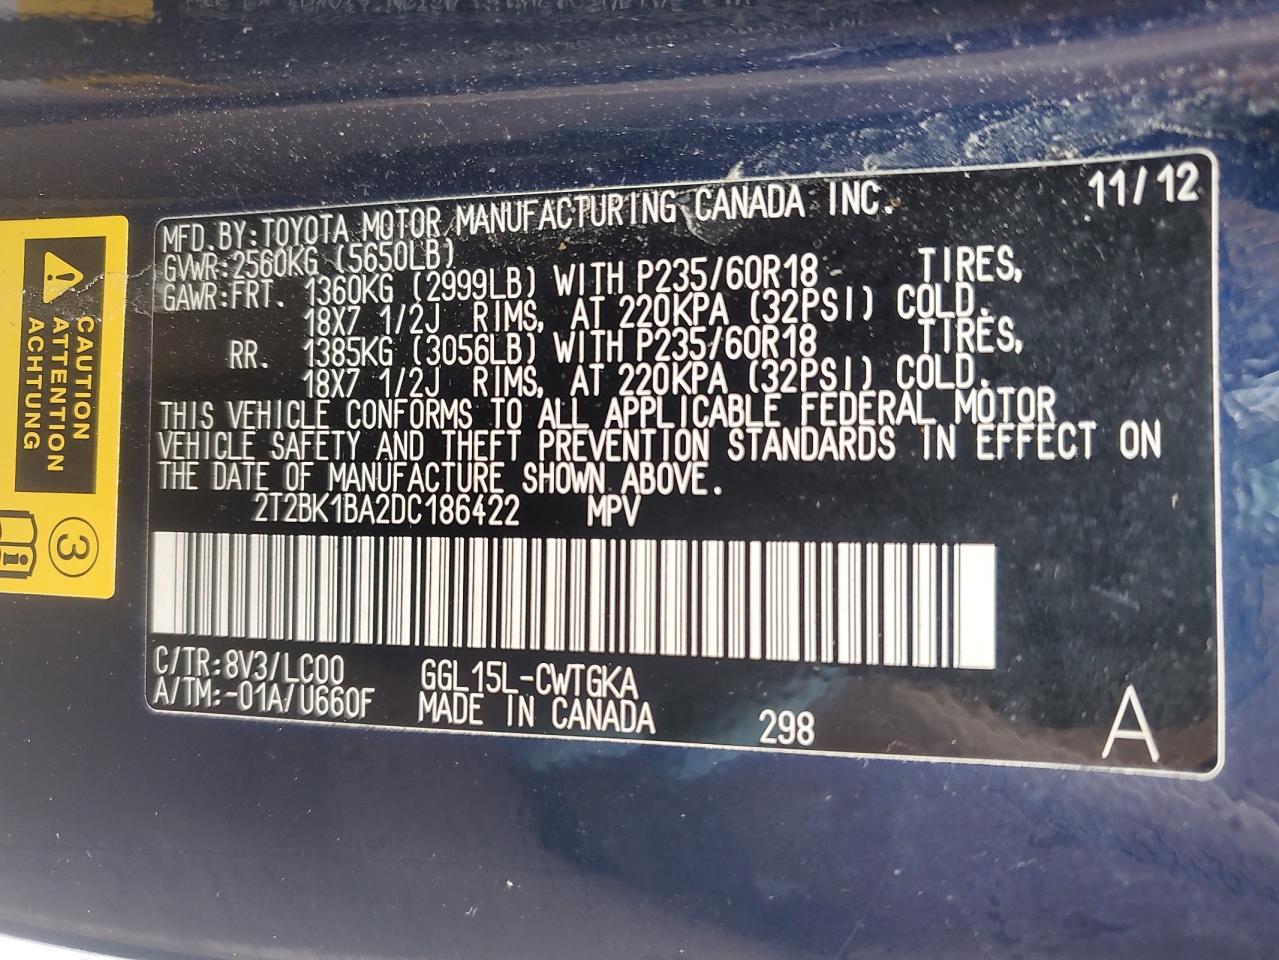 MFD.BY:TOYOTA MOTOR MANUFACTURING CANADA INC. 11/12
GVWR:2560KG (5650LB)
GAWR:FRT. 1360KG (2999LB) WITH P235/60R18 TIRES,
18X7 1/2J RIMS, AT 220KPA (32PSI) COLD.
RR. 1385KG (3056LB) WITH P235/60R18 TIRES,
18X7 1/2J RIMS, AT 220KPA (32PSI) COLD.
THIS VEHICLE CONFORMS TO ALL APPLICABLE FEDERAL MOTOR
VEHICLE SAFETY AND THEFT PREVENTION STANDARDS IN EFFECT ON
THE DATE OF MANUFACTURE SHOWN ABOVE.
2T2BK1BA2DC186422 MPV
C/TR:8V3/LC00 GGL15L-CWTGKA
A/TM:-01A/U660F MADE IN CANADA 298 A
CAUTION
ATTENTION
ACHTUNG
3